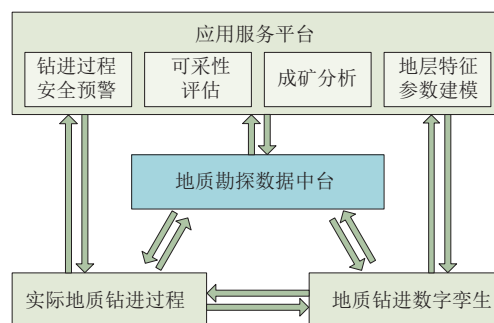 应用服务平台
钻进过程
安全预警
可采性
评估
成矿分析
地层特征
参数建模
地质勘探数据中台
实际地质钻进过程
地质钻进数字孪生